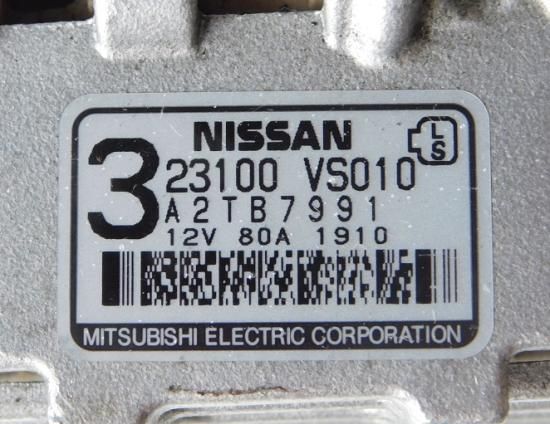 NISSAN
L
S
3
23100 VS010
A2TB7991
12V 80A 1910
MITSUBISHI ELECTRIC CORPORATION